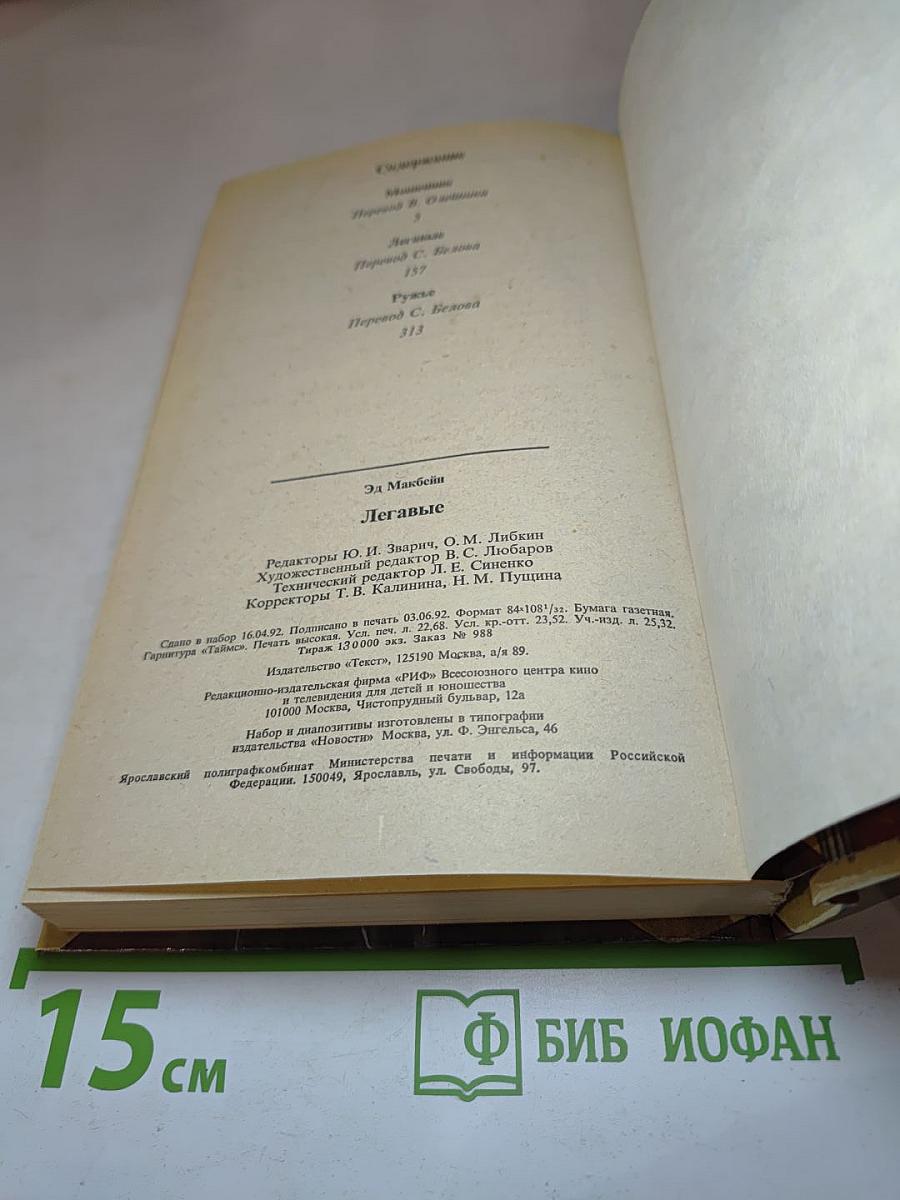 Содержание
Мошенник
Перевод В. Олешина
5
Легавые
Перевод С. Белова
157
Ружье
Перевод С. Белова
313
Эд Макбейн
Легавые
Редакторы Ю. И. Зварич, О. М. Либкин
Художественный редактор В. С. Любаров
Технический редактор Л. Е. Синенко
Корректоры Т. В. Калинина, Н. М. Пущина
Сдано в набор 16.04.92. Подписано в печать 03.06.92. Формат 84×108¹/₃₂. Бумага газетная.
Гарнитура «Таймс». Печать высокая. Усл. печ. л. 22,68. Усл. кр.-отт. 23,52. Уч.-изд. л. 25,32.
Тираж 130000 экз. Заказ № 988
Издательство «Текст», 125190 Москва, а/я 89.
Редакционно-издательская фирма «РИФ» Всесоюзного центра кино
и телевидения для детей и юношества
101000 Москва, Чистопрудный бульвар, 12а
Набор и диапозитивы изготовлены в типографии
издательства «Новости» Москва, ул. Ф. Энгельса, 46
Ярославский полиграфкомбинат Министерства печати и информации Российской
Федерации. 150049, Ярославль, ул. Свободы, 97.
15 см
Ф БИБ ИОФАН